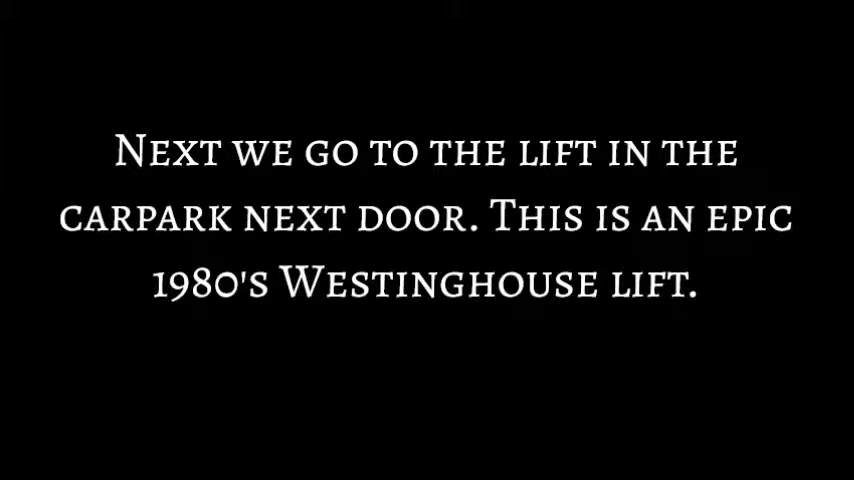 Next we go to the lift in the
carpark next door. This is an epic
1980's Westinghouse lift.